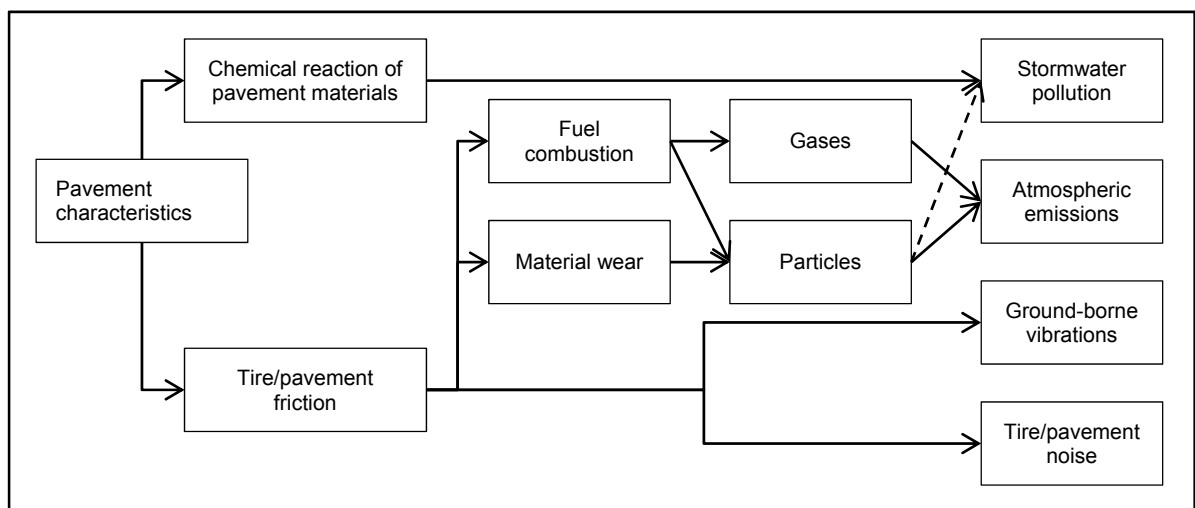 Chemical reaction of
pavement materials
Stormwater
pollution
Fuel
combustion
Gases
Pavement
characteristics
Atmospheric
emissions
Material wear
Particles
Ground-borne
vibrations
Tire/pavement
friction
Tire/pavement
noise